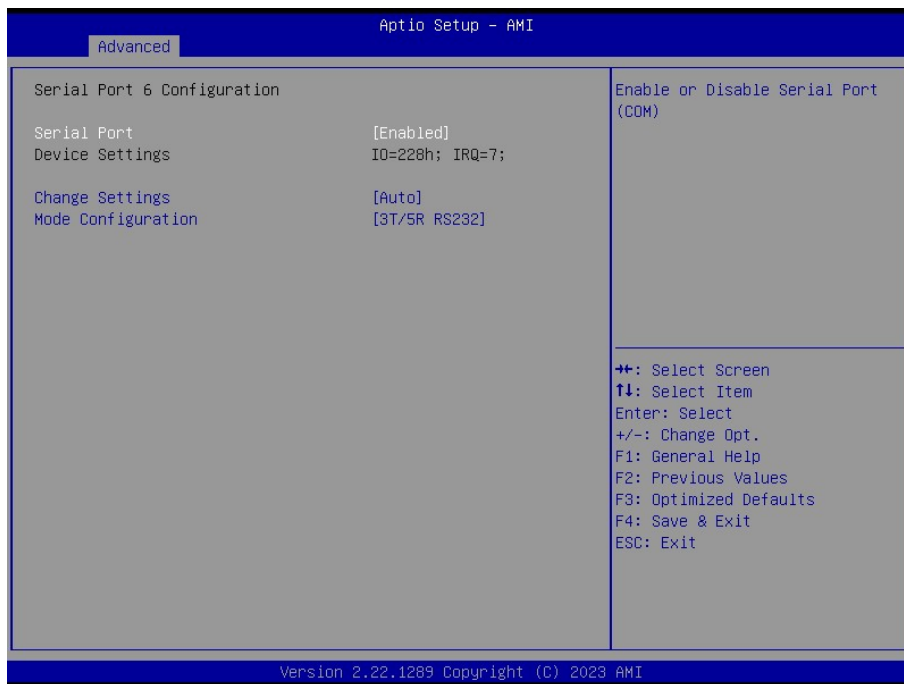 Aptio Setup – AMI
Advanced
Serial Port 6 Configuration
Serial Port [Enabled]
Device Settings IO=228h; IRQ=7;
Change Settings [Auto]
Mode Configuration [3T/5R RS232]
Enable or Disable Serial Port
(COM)
→←: Select Screen
↑↓: Select Item
Enter: Select
+/-: Change Opt.
F1: General Help
F2: Previous Values
F3: Optimized Defaults
F4: Save & Exit
ESC: Exit
Version 2.22.1289 Copyright (C) 2023 AMI